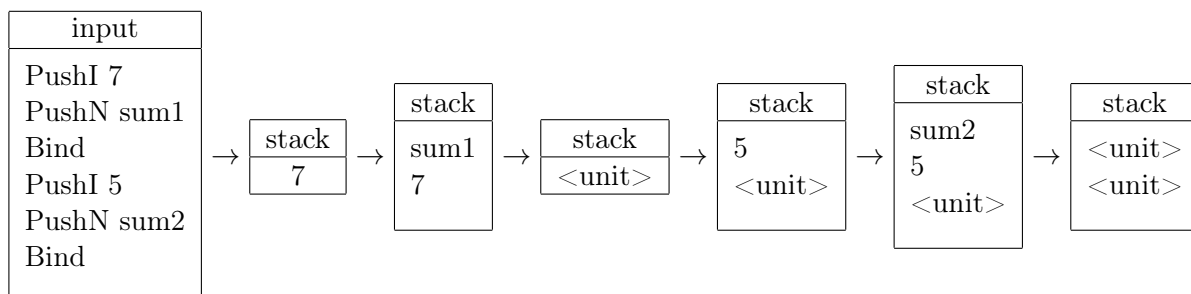 input
PushI 7
PushN sum1
Bind
PushI 5
PushN sum2
Bind
→
stack
7
→
stack
sum1
7
→
stack
<unit>
→
stack
5
<unit>
→
stack
sum2
5
<unit>
→
stack
<unit>
<unit>